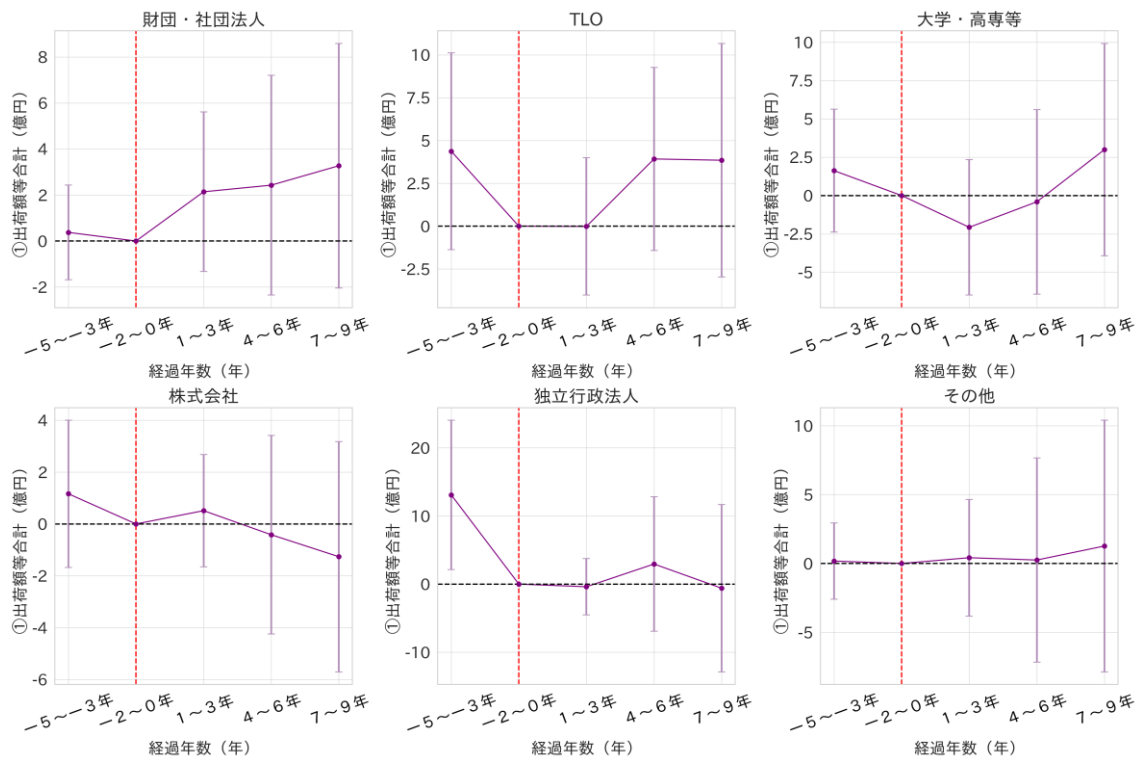 財団・社団法人
①出荷額等合計（億円）
8
6
4
2
0
-2
－5～－3年
－2～0年
1～3年
4～6年
7～9年
経過年数（年）
TLO
①出荷額等合計（億円）
10
7.5
5
2.5
0
-2.5
－5～－3年
－2～0年
1～3年
4～6年
7～9年
経過年数（年）
大学・高専等
①出荷額等合計（億円）
10
7.5
5
2.5
0
-2.5
-5
－5～－3年
－2～0年
1～3年
4～6年
7～9年
経過年数（年）
株式会社
①出荷額等合計（億円）
4
2
0
-2
-4
-6
－5～－3年
－2～0年
1～3年
4～6年
7～9年
経過年数（年）
独立行政法人
①出荷額等合計（億円）
20
10
0
-10
－5～－3年
－2～0年
1～3年
4～6年
7～9年
経過年数（年）
その他
①出荷額等合計（億円）
10
5
0
-5
－5～－3年
－2～0年
1～3年
4～6年
7～9年
経過年数（年）